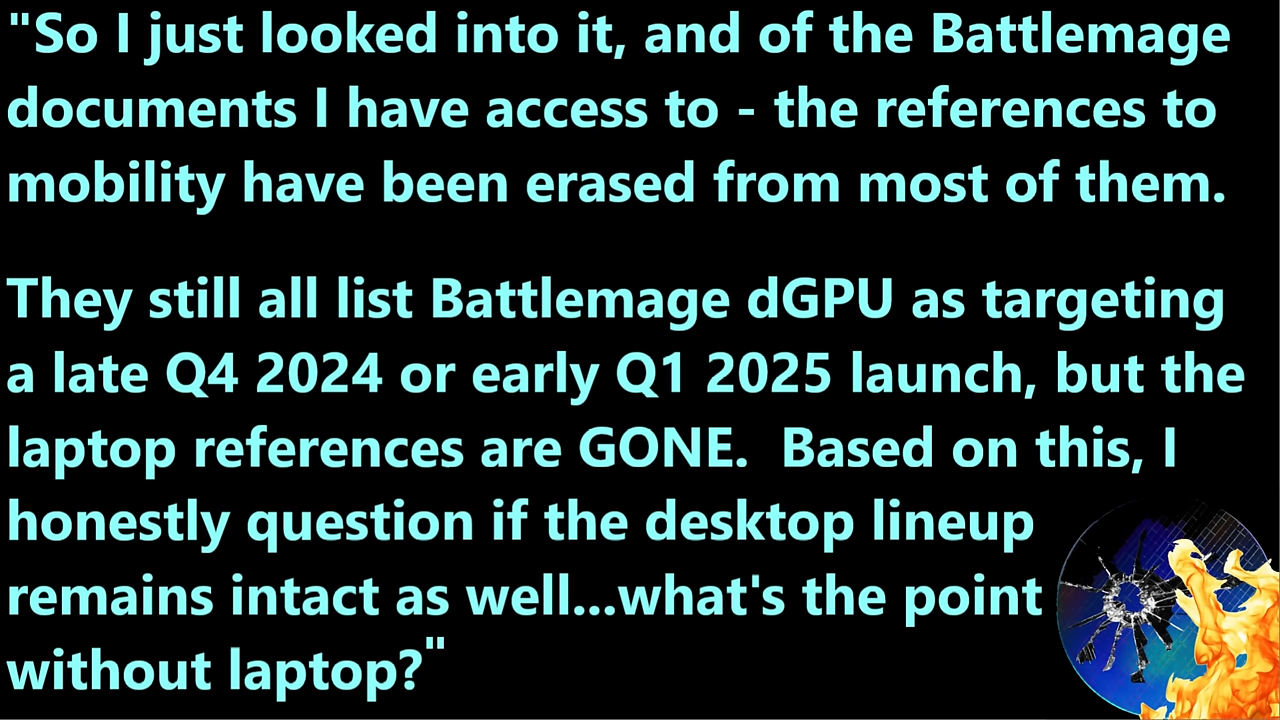 "So I just looked into it, and of the Battlemage
documents I have access to - the references to
mobility have been erased from most of them.
They still all list Battlemage dGPU as targeting
a late Q4 2024 or early Q1 2025 launch, but the
laptop references are GONE.  Based on this, I
honestly question if the desktop lineup
remains intact as well...what's the point
without laptop?"